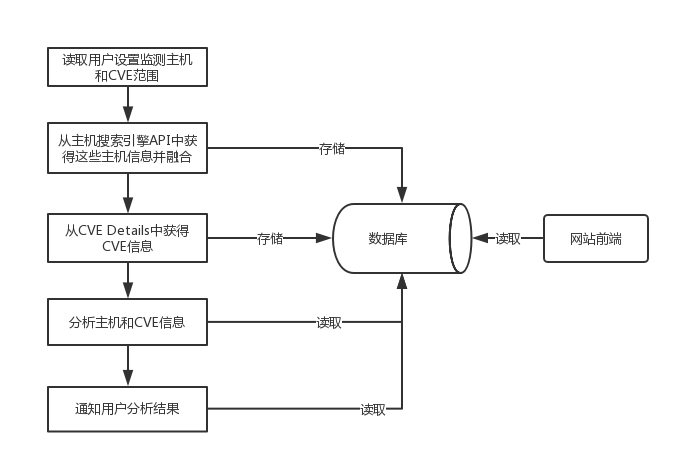 读取用户设置监测主机
和CVE范围
从主机搜索引擎API中获
得这些主机信息并融合
存储
从CVE Details中获得
CVE信息
存储
数据库
读取
网站前端
分析主机和CVE信息
读取
通知用户分析结果
读取